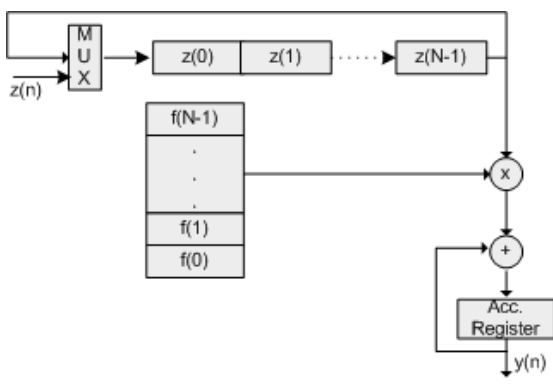 M
U
X
z(n)
z(0)
z(1)
z(N-1)
f(N-1)
.
.
.
f(1)
f(0)
x
+
Acc.
Register
y(n)